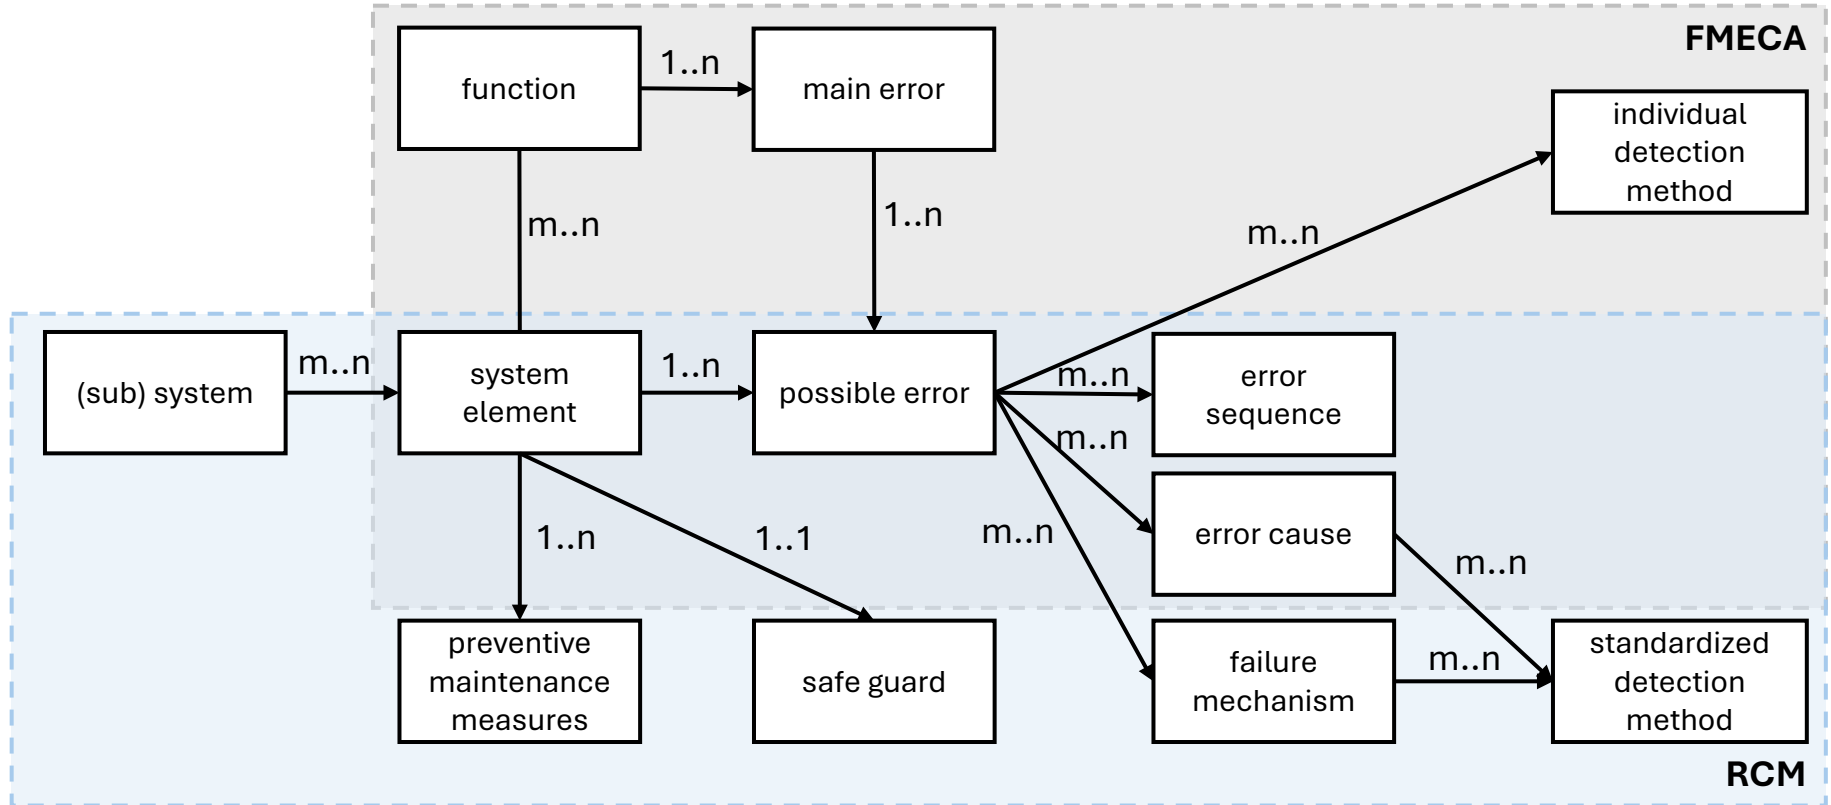 FMECA
function
1..n
main error
individual
detection
method
m..n
1..n
m..n
(sub) system
m..n
system
element
1..n
possible error
m..n
error
sequence
m..n
error cause
1..n
1..1
m..n
m..n
preventive
maintenance
measures
safe guard
failure
mechanism
m..n
standardized
detection
method
RCM